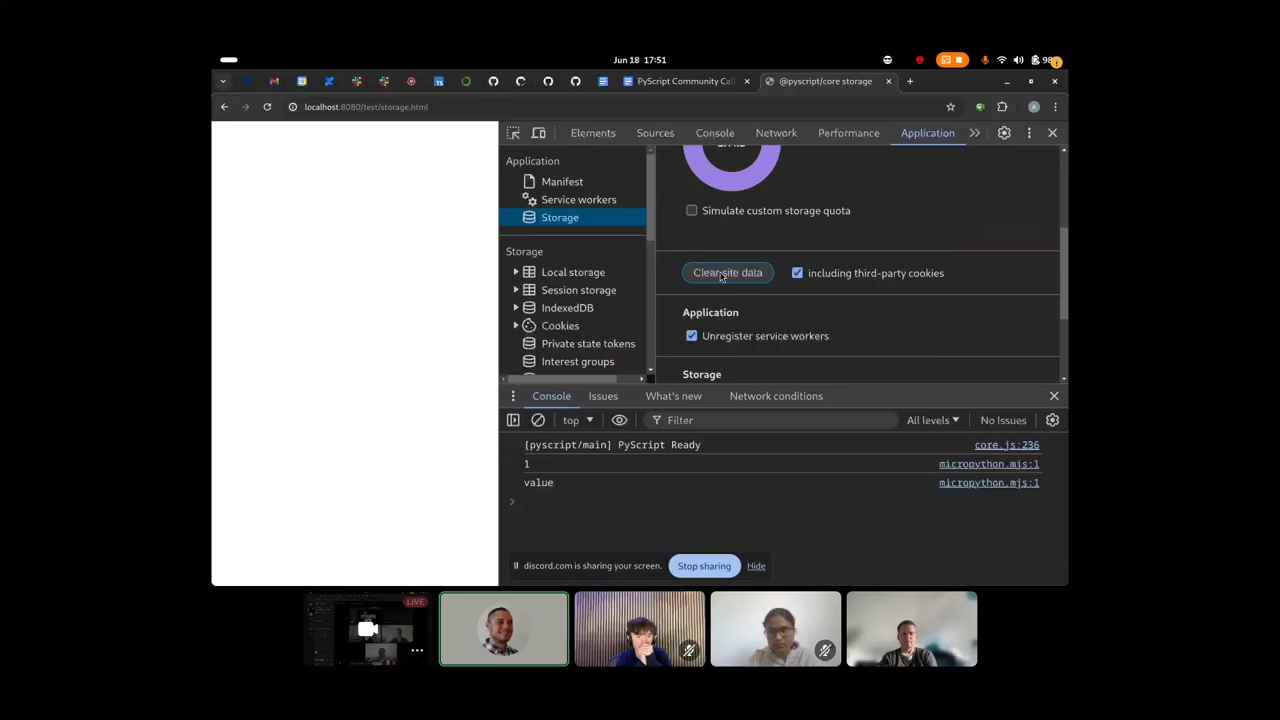 Jun 18 17:51
98
PyScript Community Call
@pyscript/core storage
localhost:8080/test/storage.html
A
Elements Sources Console Network Performance Application
Application
Manifest
Service workers
Storage
Storage
Local storage
Session storage
IndexedDB
Cookies
Private state tokens
Interest groups
Simulate custom storage quota
Clear site data
including third-party cookies
Application
Unregister service workers
Storage
Console Issues What's new Network conditions
top Filter All levels No Issues
[pyscript/main] PyScript Ready core.js:236
1 micropython.mjs:1
value micropython.mjs:1
discord.com is sharing your screen. Stop sharing Hide
LIVE